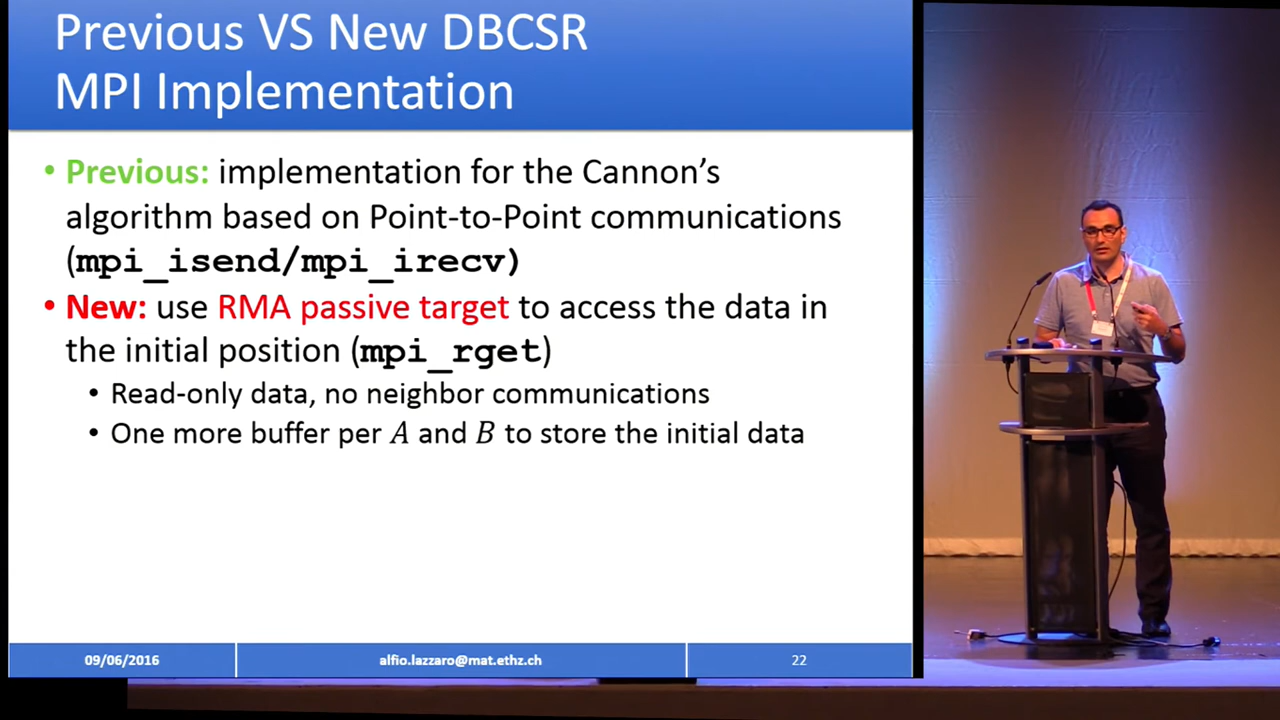 Previous VS New DBCSR
MPI Implementation
• Previous: implementation for the Cannon’s
algorithm based on Point-to-Point communications
(mpi_isend/mpi_irecv)
• New: use RMA passive target to access the data in
the initial position (mpi_rget)
• Read-only data, no neighbor communications
• One more buffer per A and B to store the initial data
09/06/2016
alfio.lazzaro@mat.ethz.ch
22